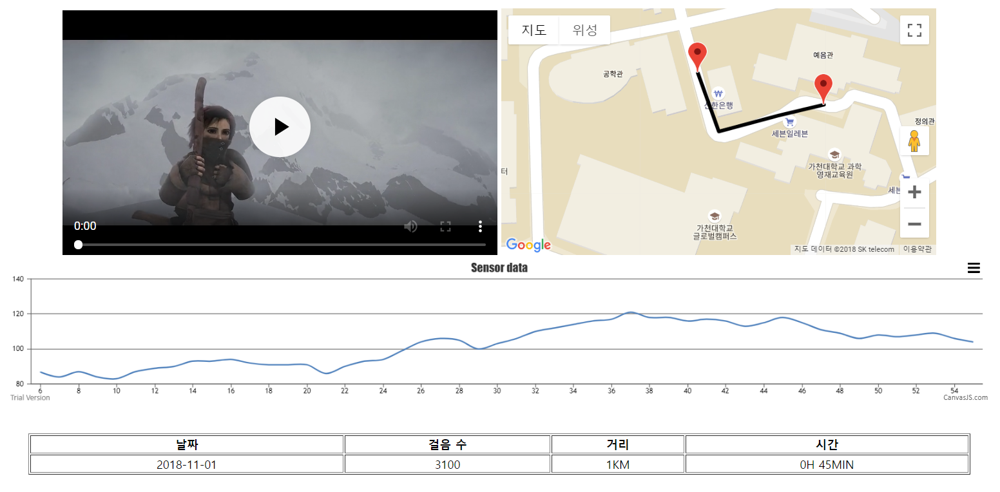 0:00
지도 위성
공학관
예음관
신한은행
정의관
세븐일레븐
터
가천대학교 과학
영재교육원
세븐
가천대학교
글로벌캠퍼스
Google
지도 데이터 ©2018 SK telecom 이용약관
Sensor data
140
120
100
80
6 8 10 12 14 16 18 20 22 24 26 28 30 32 34 36 38 40 42 44 46 48 50 52 54
Trial Version
CanvasJS.com
날짜 걸음 수 거리 시간
2018-11-01 3100 1KM 0H 45MIN